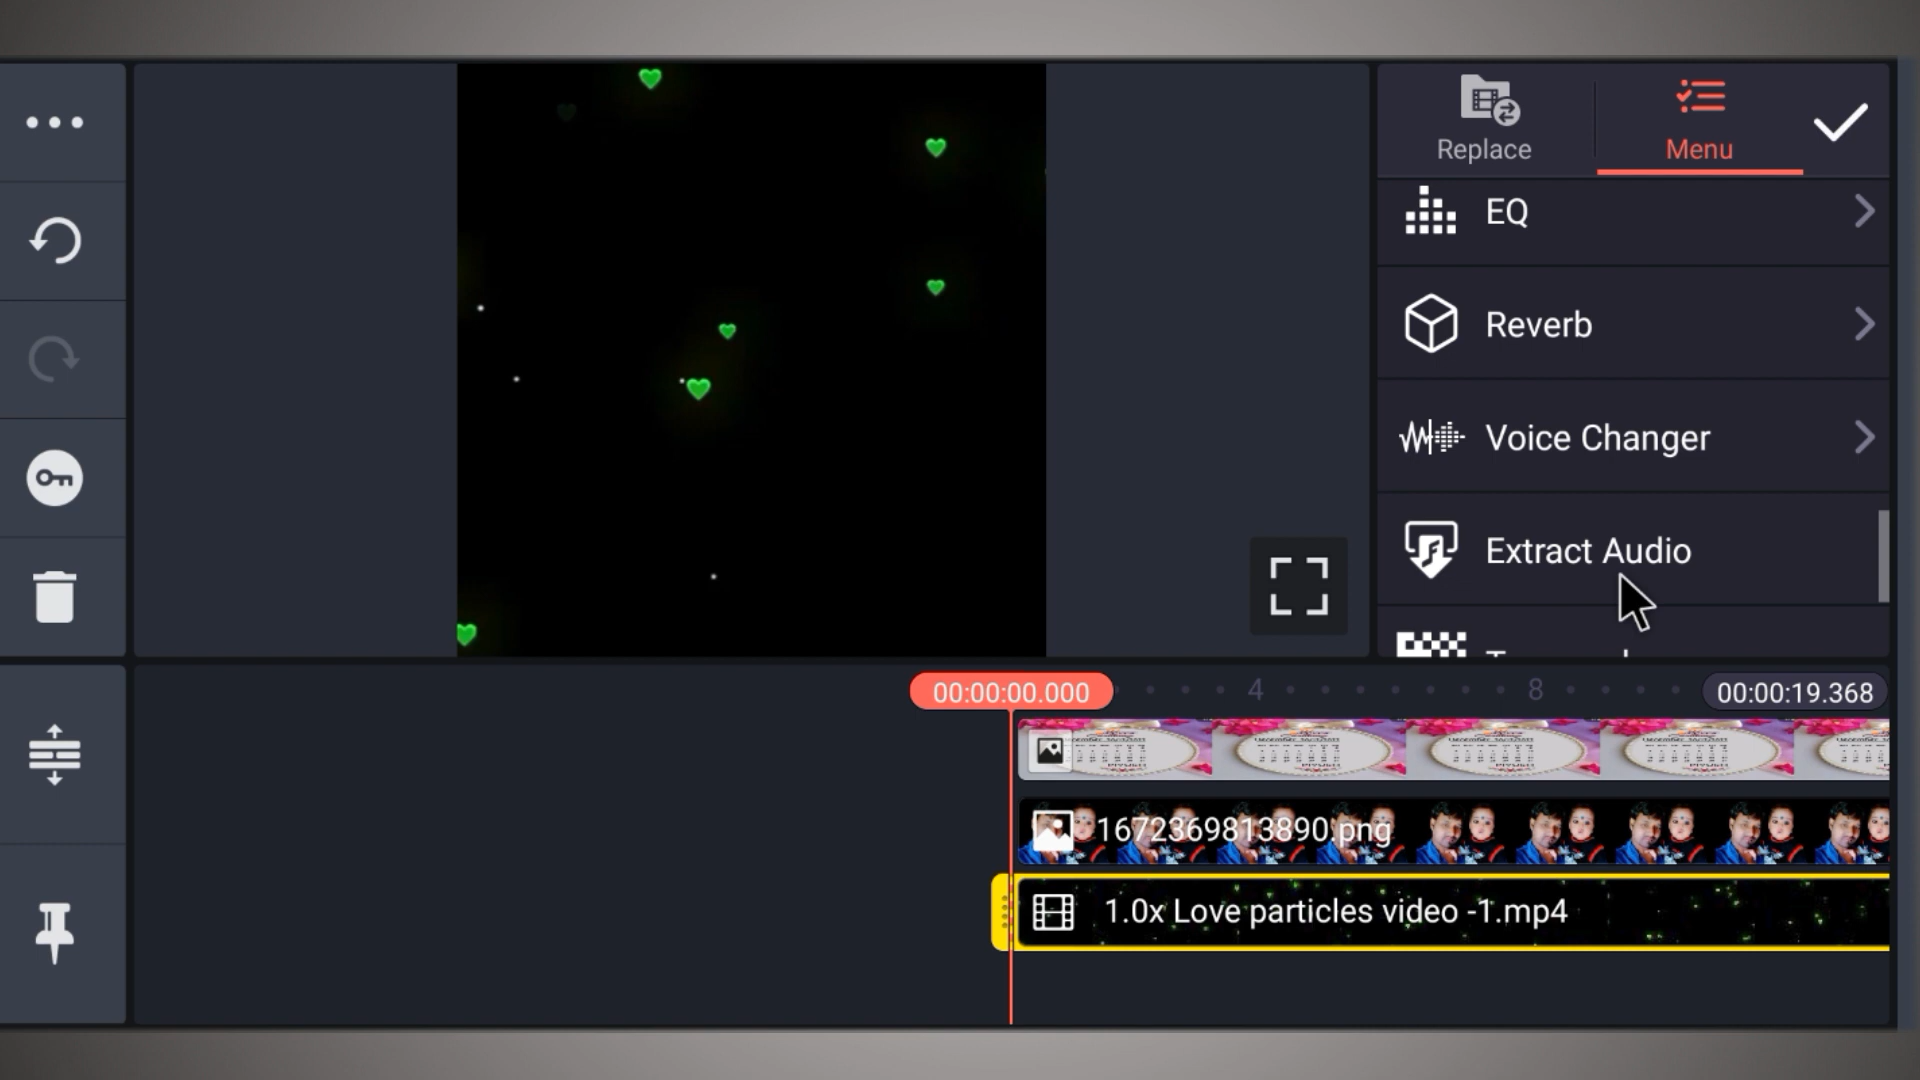 Replace
Menu
EQ
Reverb
Voice Changer
Extract Audio
00:00:00.000
4
8
00:00:19.368
1672369813890.png
1.0x Love particles video -1.mp4